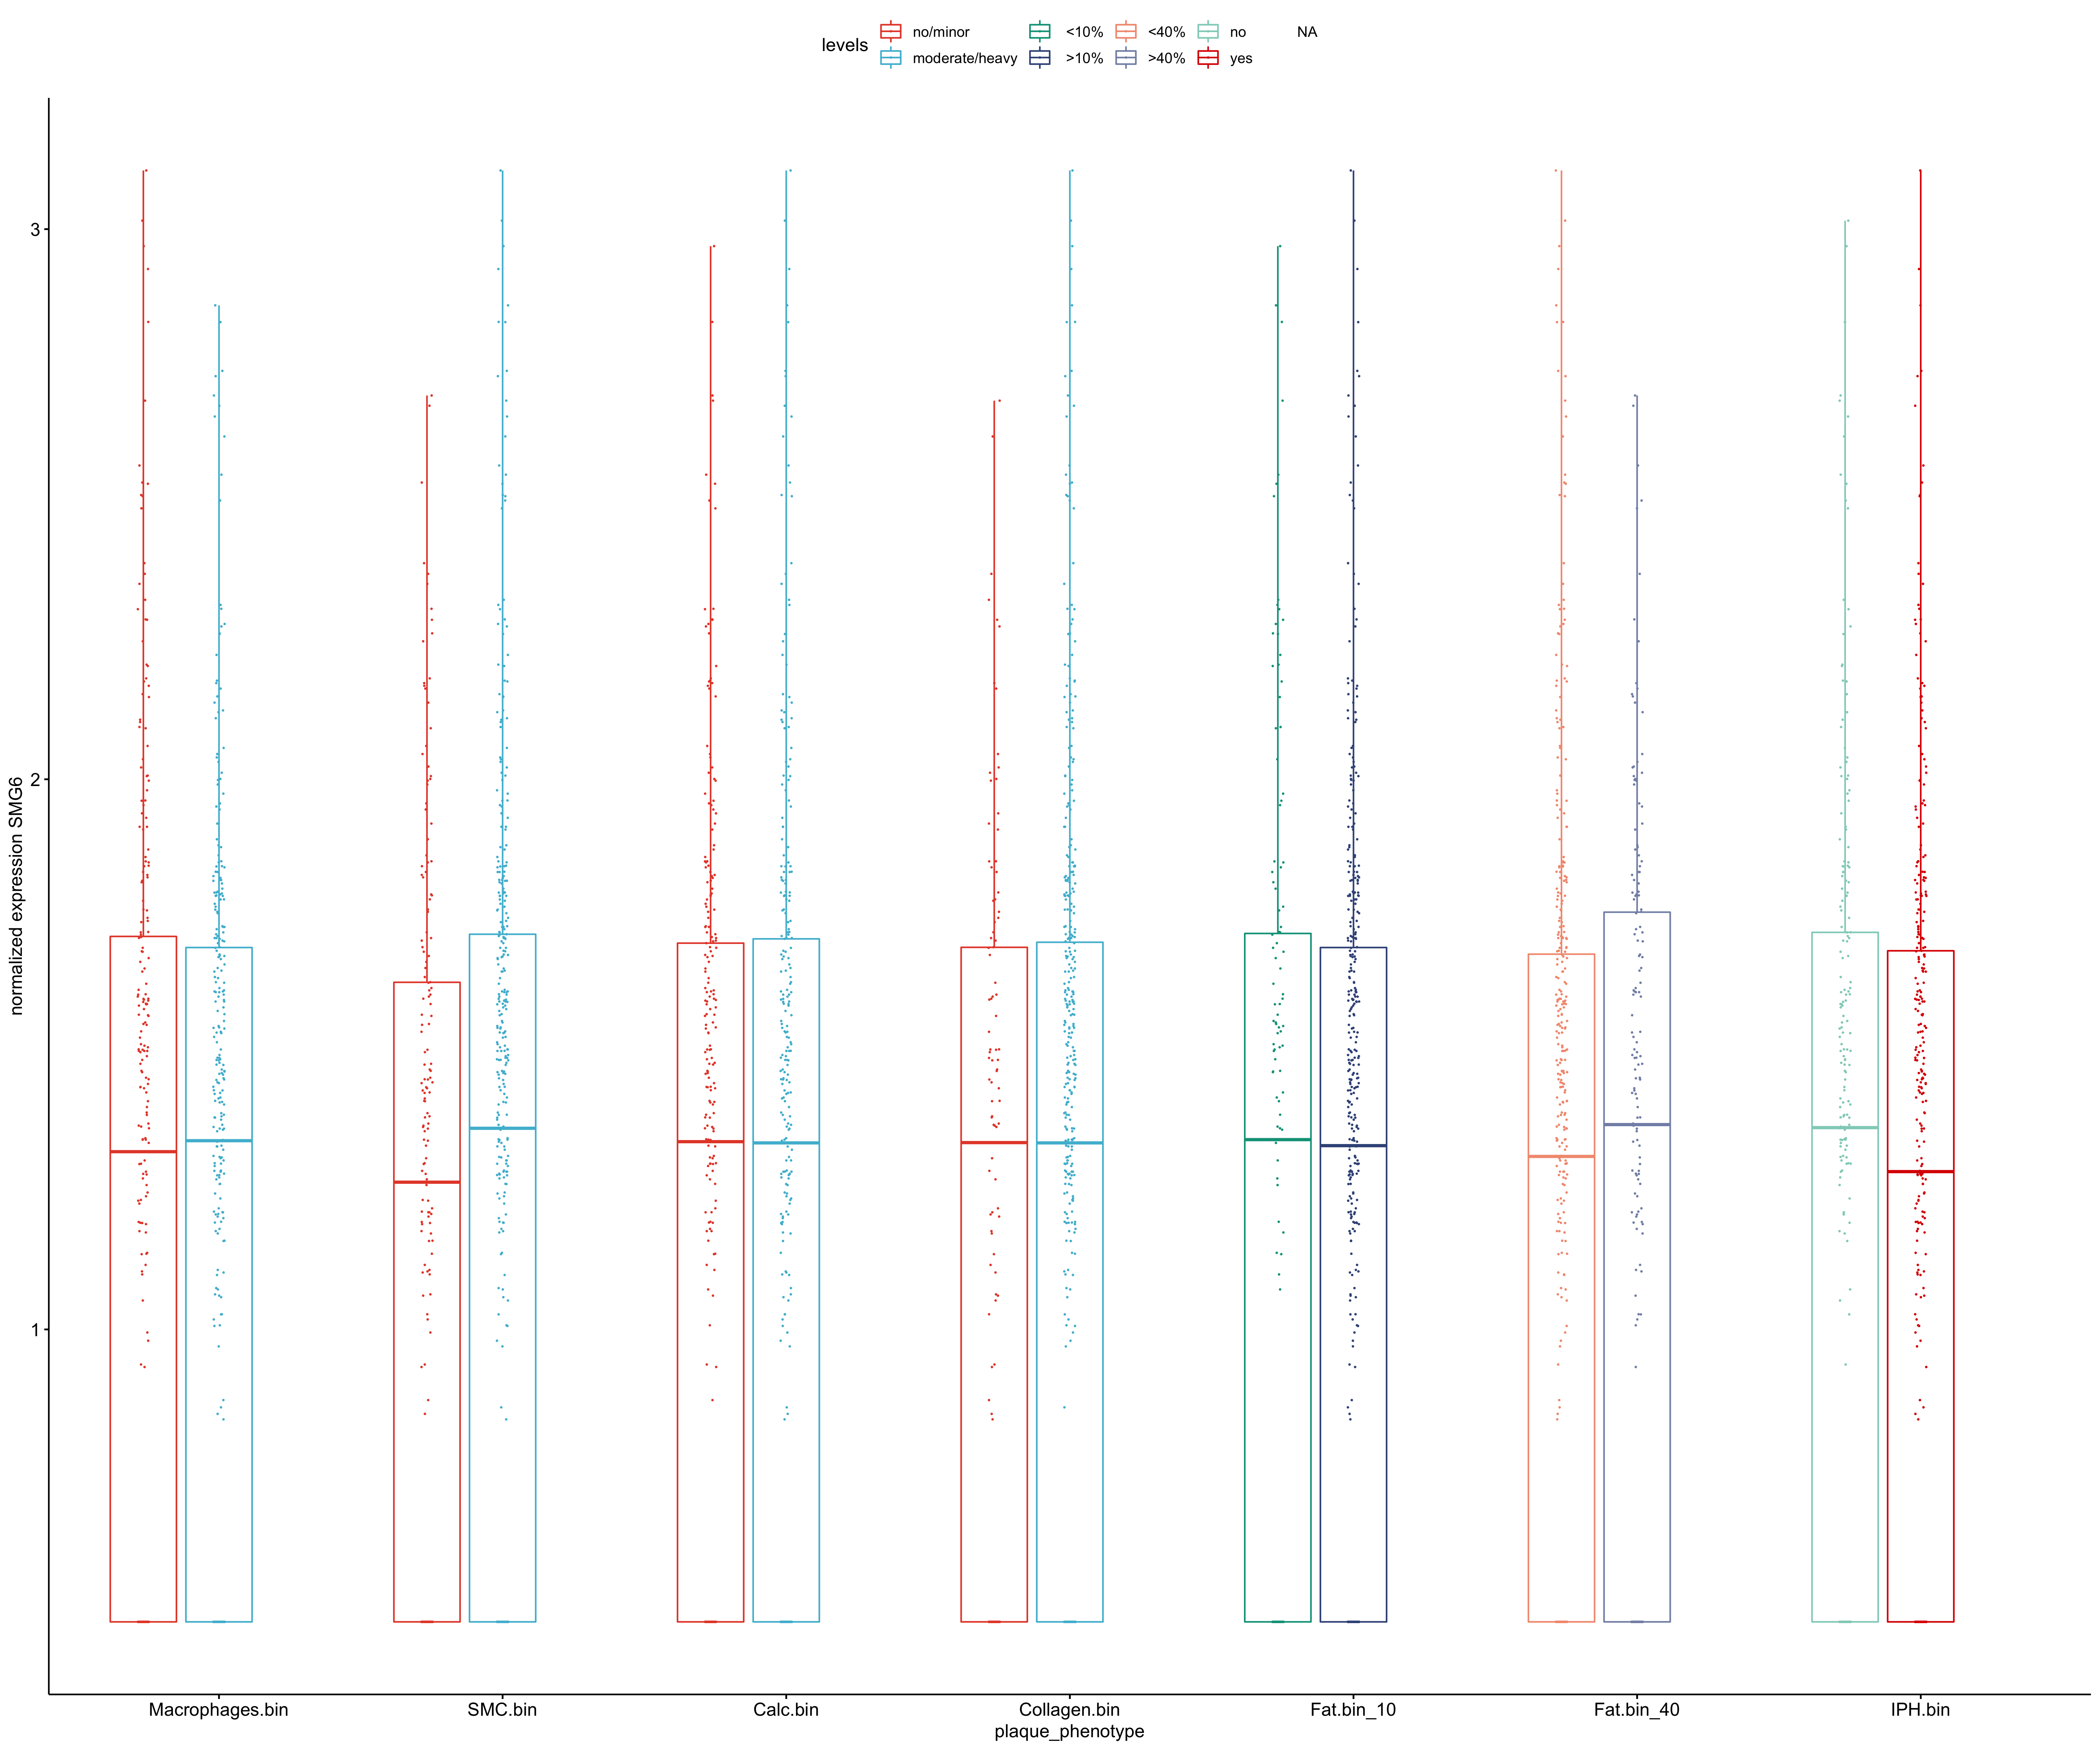 levels no/minor <10% <40% no NA
moderate/heavy >10% >40% yes
normalized expression SMG6
3
2
1
Macrophages.bin SMC.bin Calc.bin Collagen.bin Fat.bin_10 Fat.bin_40 IPH.bin
plaque_phenotype